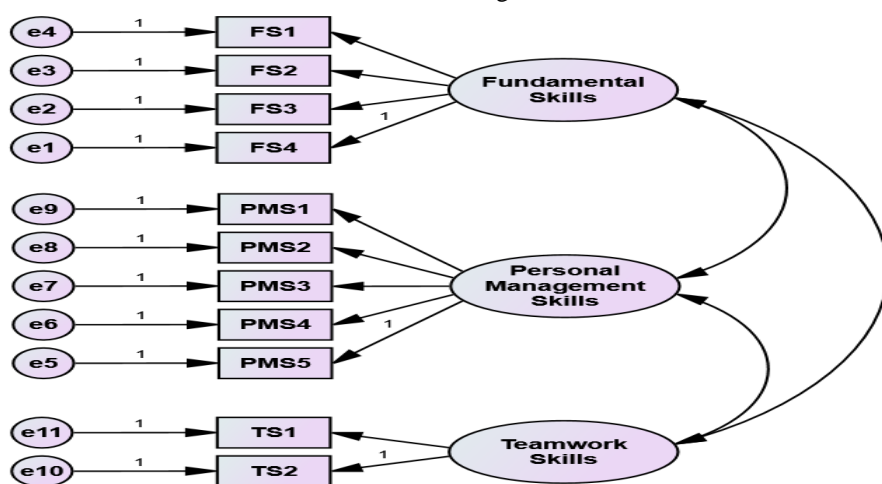 e4 1 FS1
e3 1 FS2
e2 1 FS3
e1 1 FS4
1
Fundamental
Skills
e9 1 PMS1
e8 1 PMS2
e7 1 PMS3
e6 1 PMS4
e5 1 PMS5
1
Personal
Management
Skills
e11 1 TS1
e10 1 TS2
1
Teamwork
Skills